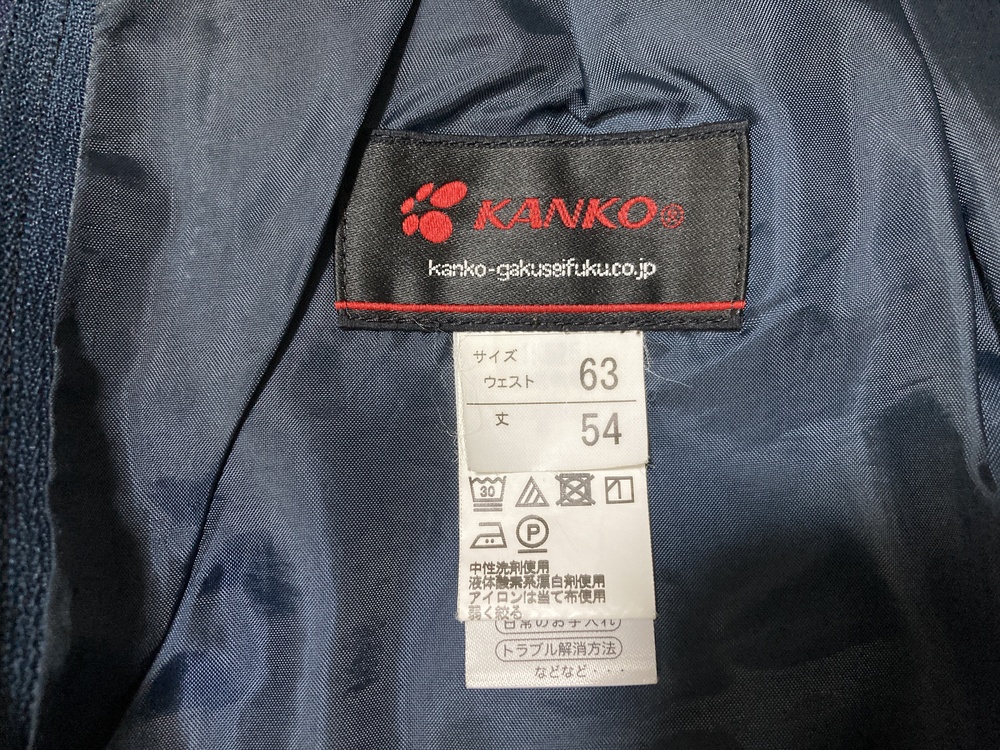 KANKO®
kanko-gakuseifuku.co.jp
サイズ
ウェスト 63
丈 54
30
P
中性洗剤使用
液体酸素系漂白剤使用
アイロンは当て布使用
弱く絞る
日常のお手入れ
トラブル解消方法
などなど・・・